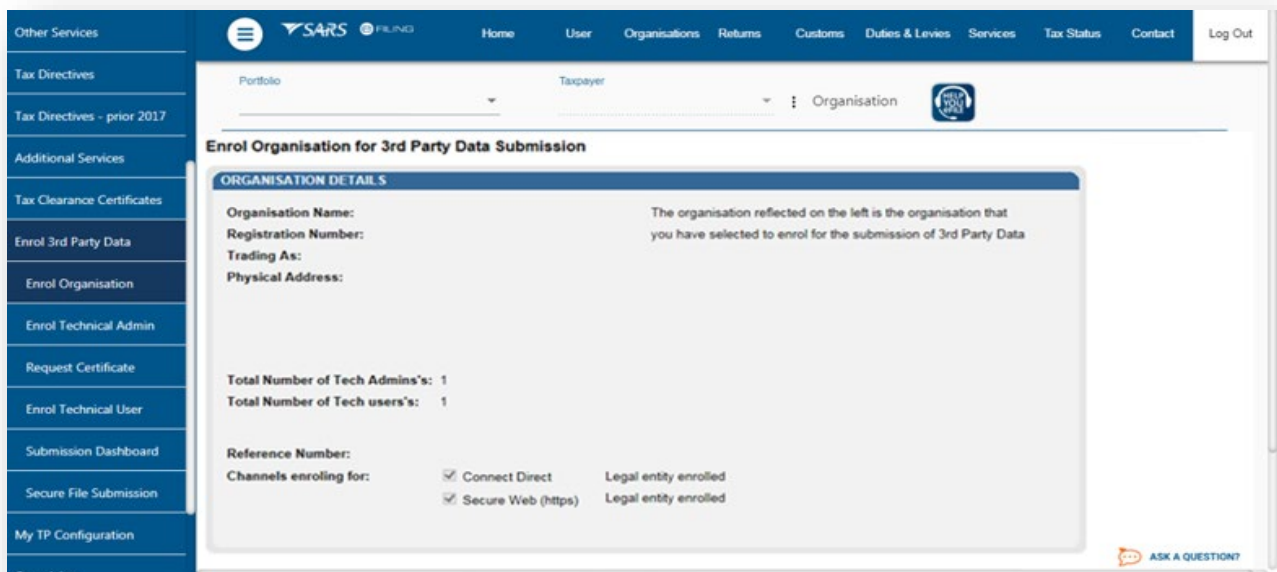 SARS eFILING
Home User Organisations Returns Customs Duties & Levies Services Tax Status Contact Log Out
Other Services
Tax Directives
Tax Directives - prior 2017
Additional Services
Tax Clearance Certificates
Enrol 3rd Party Data
Enrol Organisation
Enrol Technical Admin
Request Certificate
Enrol Technical User
Submission Dashboard
Secure File Submission
My TP Configuration
Portfolio
Taxpayer
Organisation
HELP YOU eFILE
Enrol Organisation for 3rd Party Data Submission
ORGANISATION DETAILS
Organisation Name:
Registration Number:
Trading As:
Physical Address:
The organisation reflected on the left is the organisation that
you have selected to enrol for the submission of 3rd Party Data
Total Number of Tech Admins's: 1
Total Number of Tech users's: 1
Reference Number:
Channels enroling for:
Connect Direct Legal entity enrolled
Secure Web (https) Legal entity enrolled
ASK A QUESTION?